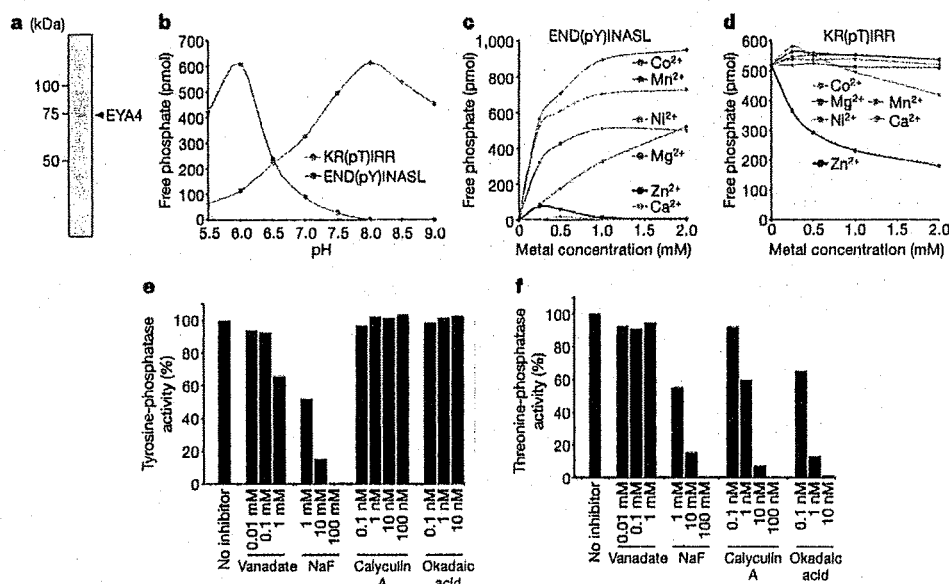 a (kDa)
100
75
50
EYA4
b
Free phosphate (pmol)
700
600
500
400
300
200
100
0
5.5 6.0 6.5 7.0 7.5 8.0 8.5 9.0
pH
KR(pT)IRR
END(pY)INASL
c
END(pY)INASL
Free phosphate (pmol)
1,000
800
600
400
200
0
0 0.5 1.0 1.5 2.0
Metal concentration (mM)
Co2+
Mn2+
Ni2+
Mg2+
Zn2+
Ca2+
d
KR(pT)IRR
Free phosphate (pmol)
600
500
400
300
200
100
0
0 0.5 1.0 1.5 2.0
Metal concentration (mM)
Co2+
Mg2+ Mn2+
Ni2+ Ca2+
Zn2+
e
Tyrosine-phosphatase
activity (%)
100
80
60
40
20
0
No inhibitor
0.01 mM
0.1 mM
1 mM
Vanadate
1 mM
10 mM
100 mM
NaF
0.1 nM
1 nM
10 nM
100 nM
Calyculin
A
0.1 nM
1 nM
10 nM
Okadaic
acid
f
Threonine-phosphatase
activity (%)
100
80
60
40
20
0
No inhibitor
0.01 mM
0.1 mM
1 mM
Vanadate
1 mM
10 mM
100 mM
NaF
0.1 nM
1 nM
10 nM
100 nM
Calyculin
A
0.1 nM
1 nM
10 nM
Okadaic
acid